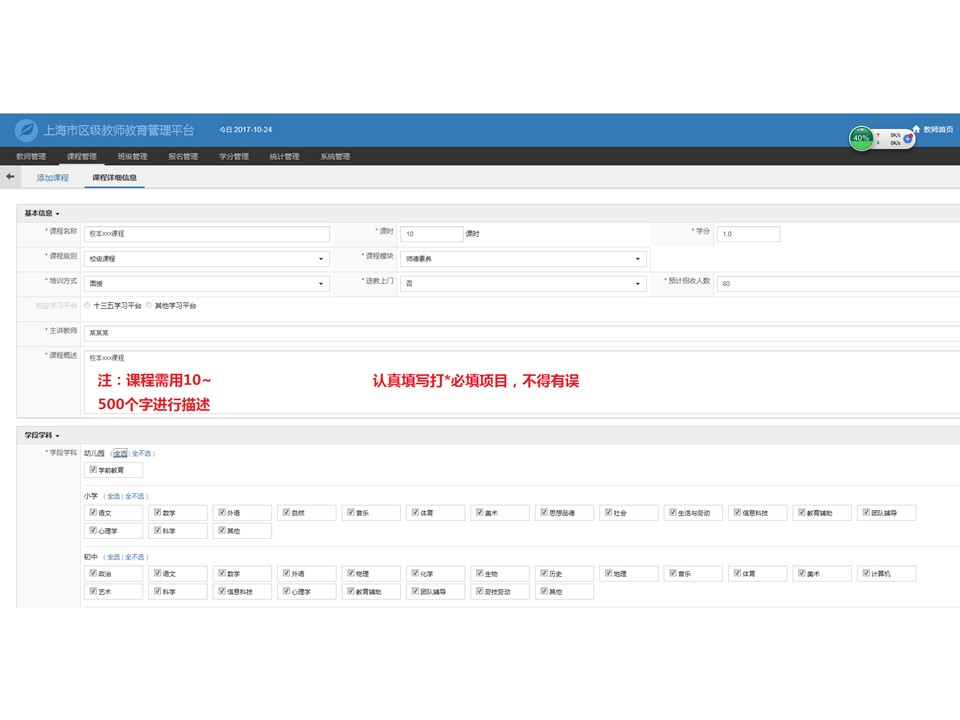 上海市区级教师教育管理平台 今日 2017-10-24
40% 0K/s 0K/s 教师首页
教师管理 课程管理 班级管理 报名管理 学分管理 统计管理 系统管理
添加课程 课程详细信息
基本信息
* 课程名称 校本xxx课程 * 课时 10 课时 * 学分 1.0
* 课程级别 校级课程 * 课程模块 师德素养
* 培训方式 面授 * 送教上门 否 * 预计招收人数 80
对应学习平台 十三五学习平台 其他学习平台
* 主讲教师 某某某
* 课程概述 校本xxx课程
注：课程需用10~ 认真填写打*必填项目，不得有误
500个字进行描述
学段学科
* 学段学科 幼儿园 （全选 | 全不选）
学前教育
小学 （全选 | 全不选）
语文 数学 外语 自然 音乐 体育 美术 思想品德 社会 生活与劳动 信息科技 教育辅助 团队辅导
心理学 科学 其他
初中 （全选 | 全不选）
政治 语文 数学 外语 物理 化学 生物 历史 地理 音乐 体育 美术 计算机
艺术 科学 信息科技 心理学 教育辅助 团队辅导 劳技劳动 其他